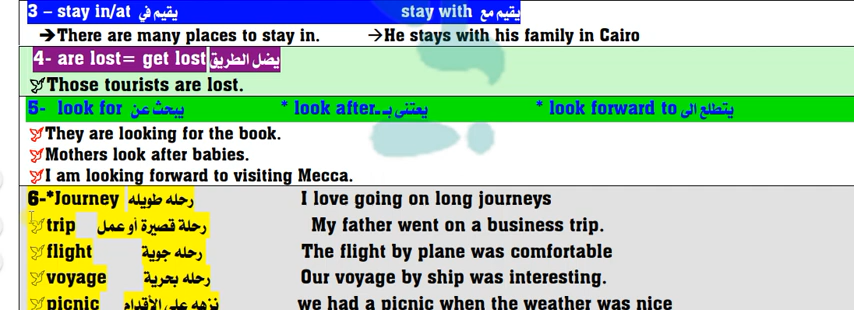 3 – stay in/at يقيم في stay with يقيم مع
➔There are many places to stay in. →He stays with his family in Cairo
4- are lost= get lost يضل الطريق
Those tourists are lost.
5- look for يبحث عن * look after يعتنى بـ * look forward to يتطلع الى
They are looking for the book.
Mothers look after babies.
I am looking forward to visiting Mecca.
6-*Journey رحله طويله I love going on long journeys
trip رحلة قصيرة أو عمل My father went on a business trip.
flight رحله جوية The flight by plane was comfortable
voyage رحله بحرية Our voyage by ship was interesting.
picnic نزهه على الأقدام we had a picnic when the weather was nice